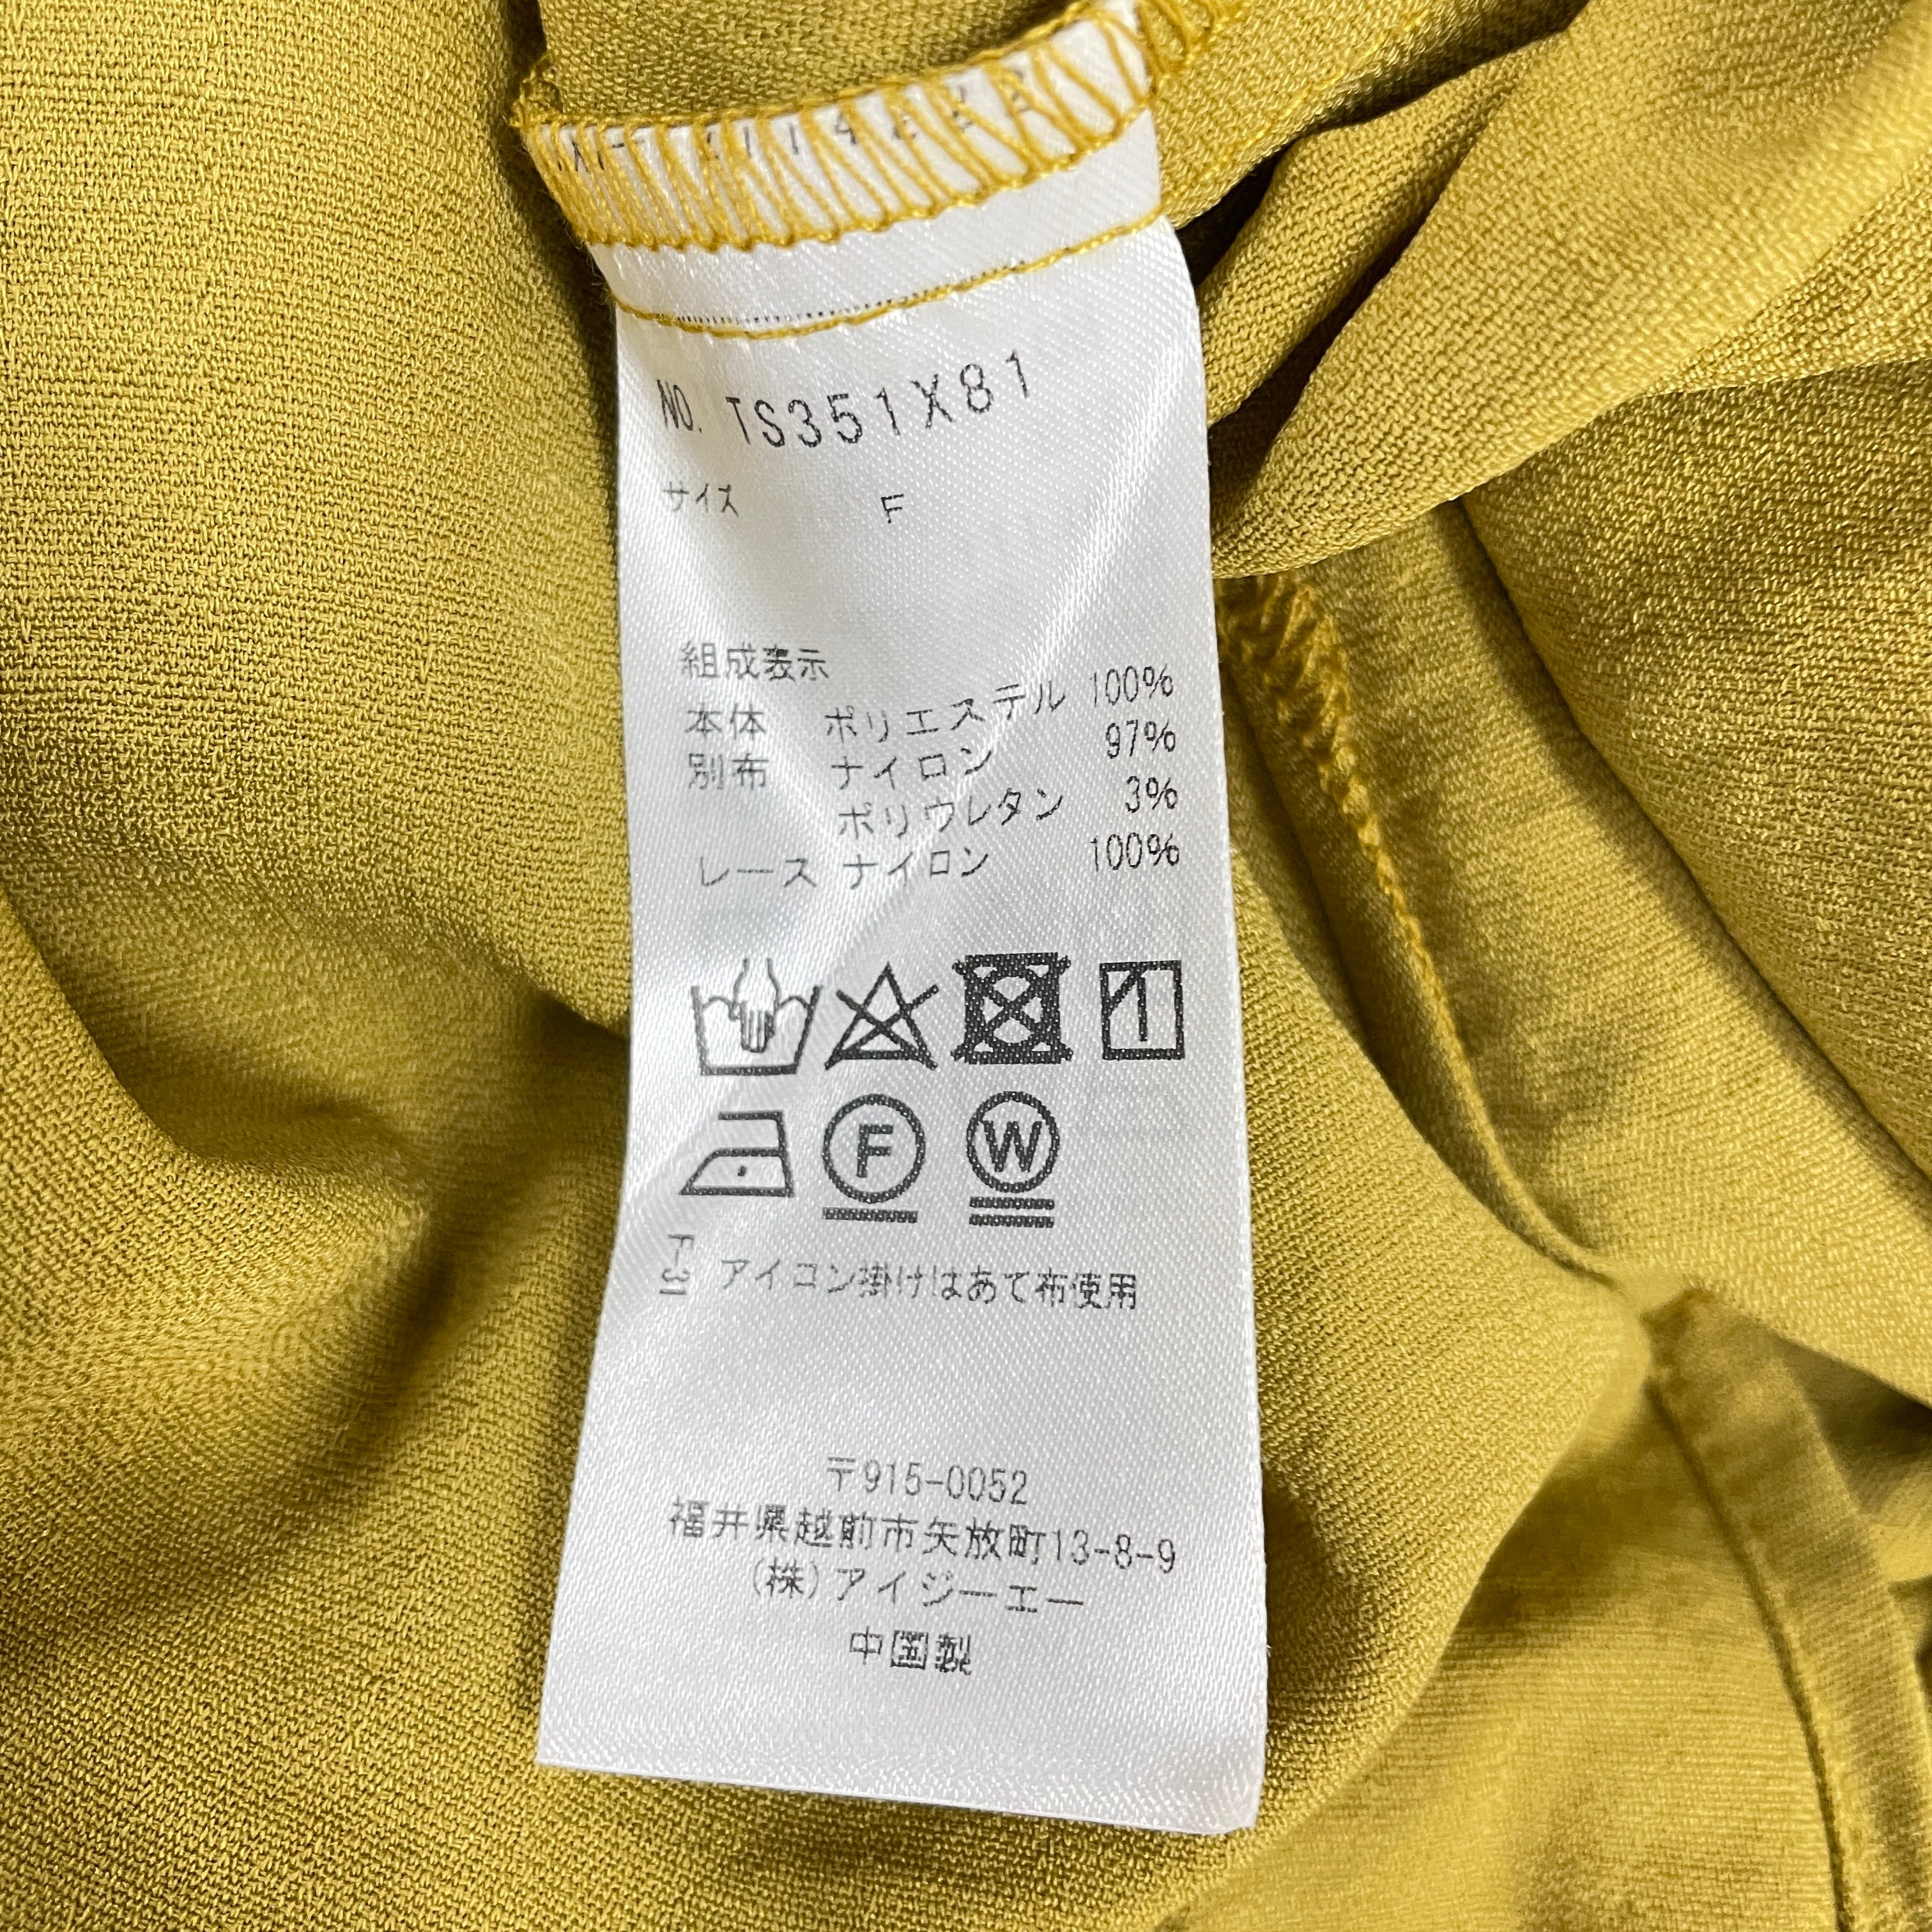 NO. TS351X81
サイズ F
組成表示
本体 ポリエステル 100%
別布 ナイロン 97%
ポリウレタン 3%
レース ナイロン 100%
F W
アイロン掛けはあて布使用
〒915-0052
福井県越前市矢放町13-8-9
(株)アイジーエー
中国製